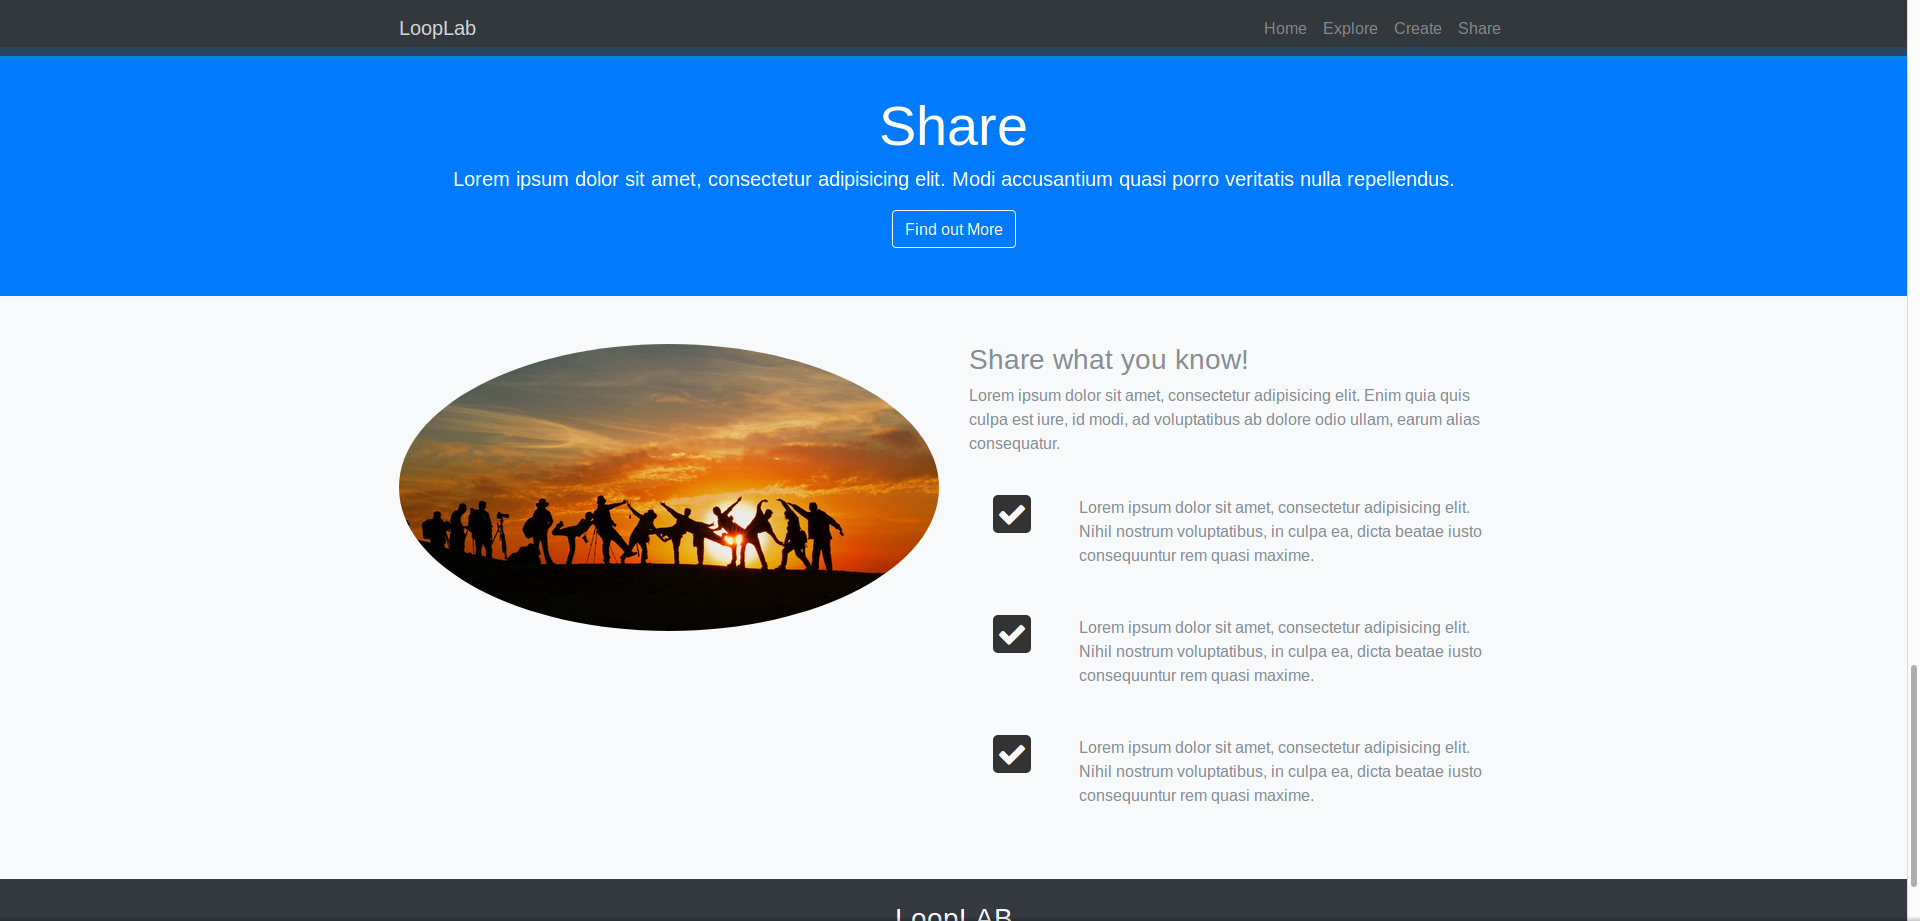 LoopLab
Home Explore Create Share
Share
Lorem ipsum dolor sit amet, consectetur adipisicing elit. Modi accusantium quasi porro veritatis nulla repellendus.
Find out More
Share what you know!
Lorem ipsum dolor sit amet, consectetur adipisicing elit. Enim quia quis
culpa est iure, id modi, ad voluptatibus ab dolore odio ullam, earum alias
consequatur.
Lorem ipsum dolor sit amet, consectetur adipisicing elit.
Nihil nostrum voluptatibus, in culpa ea, dicta beatae iusto
consequuntur rem quasi maxime.
Lorem ipsum dolor sit amet, consectetur adipisicing elit.
Nihil nostrum voluptatibus, in culpa ea, dicta beatae iusto
consequuntur rem quasi maxime.
Lorem ipsum dolor sit amet, consectetur adipisicing elit.
Nihil nostrum voluptatibus, in culpa ea, dicta beatae iusto
consequuntur rem quasi maxime.
LoopLAB